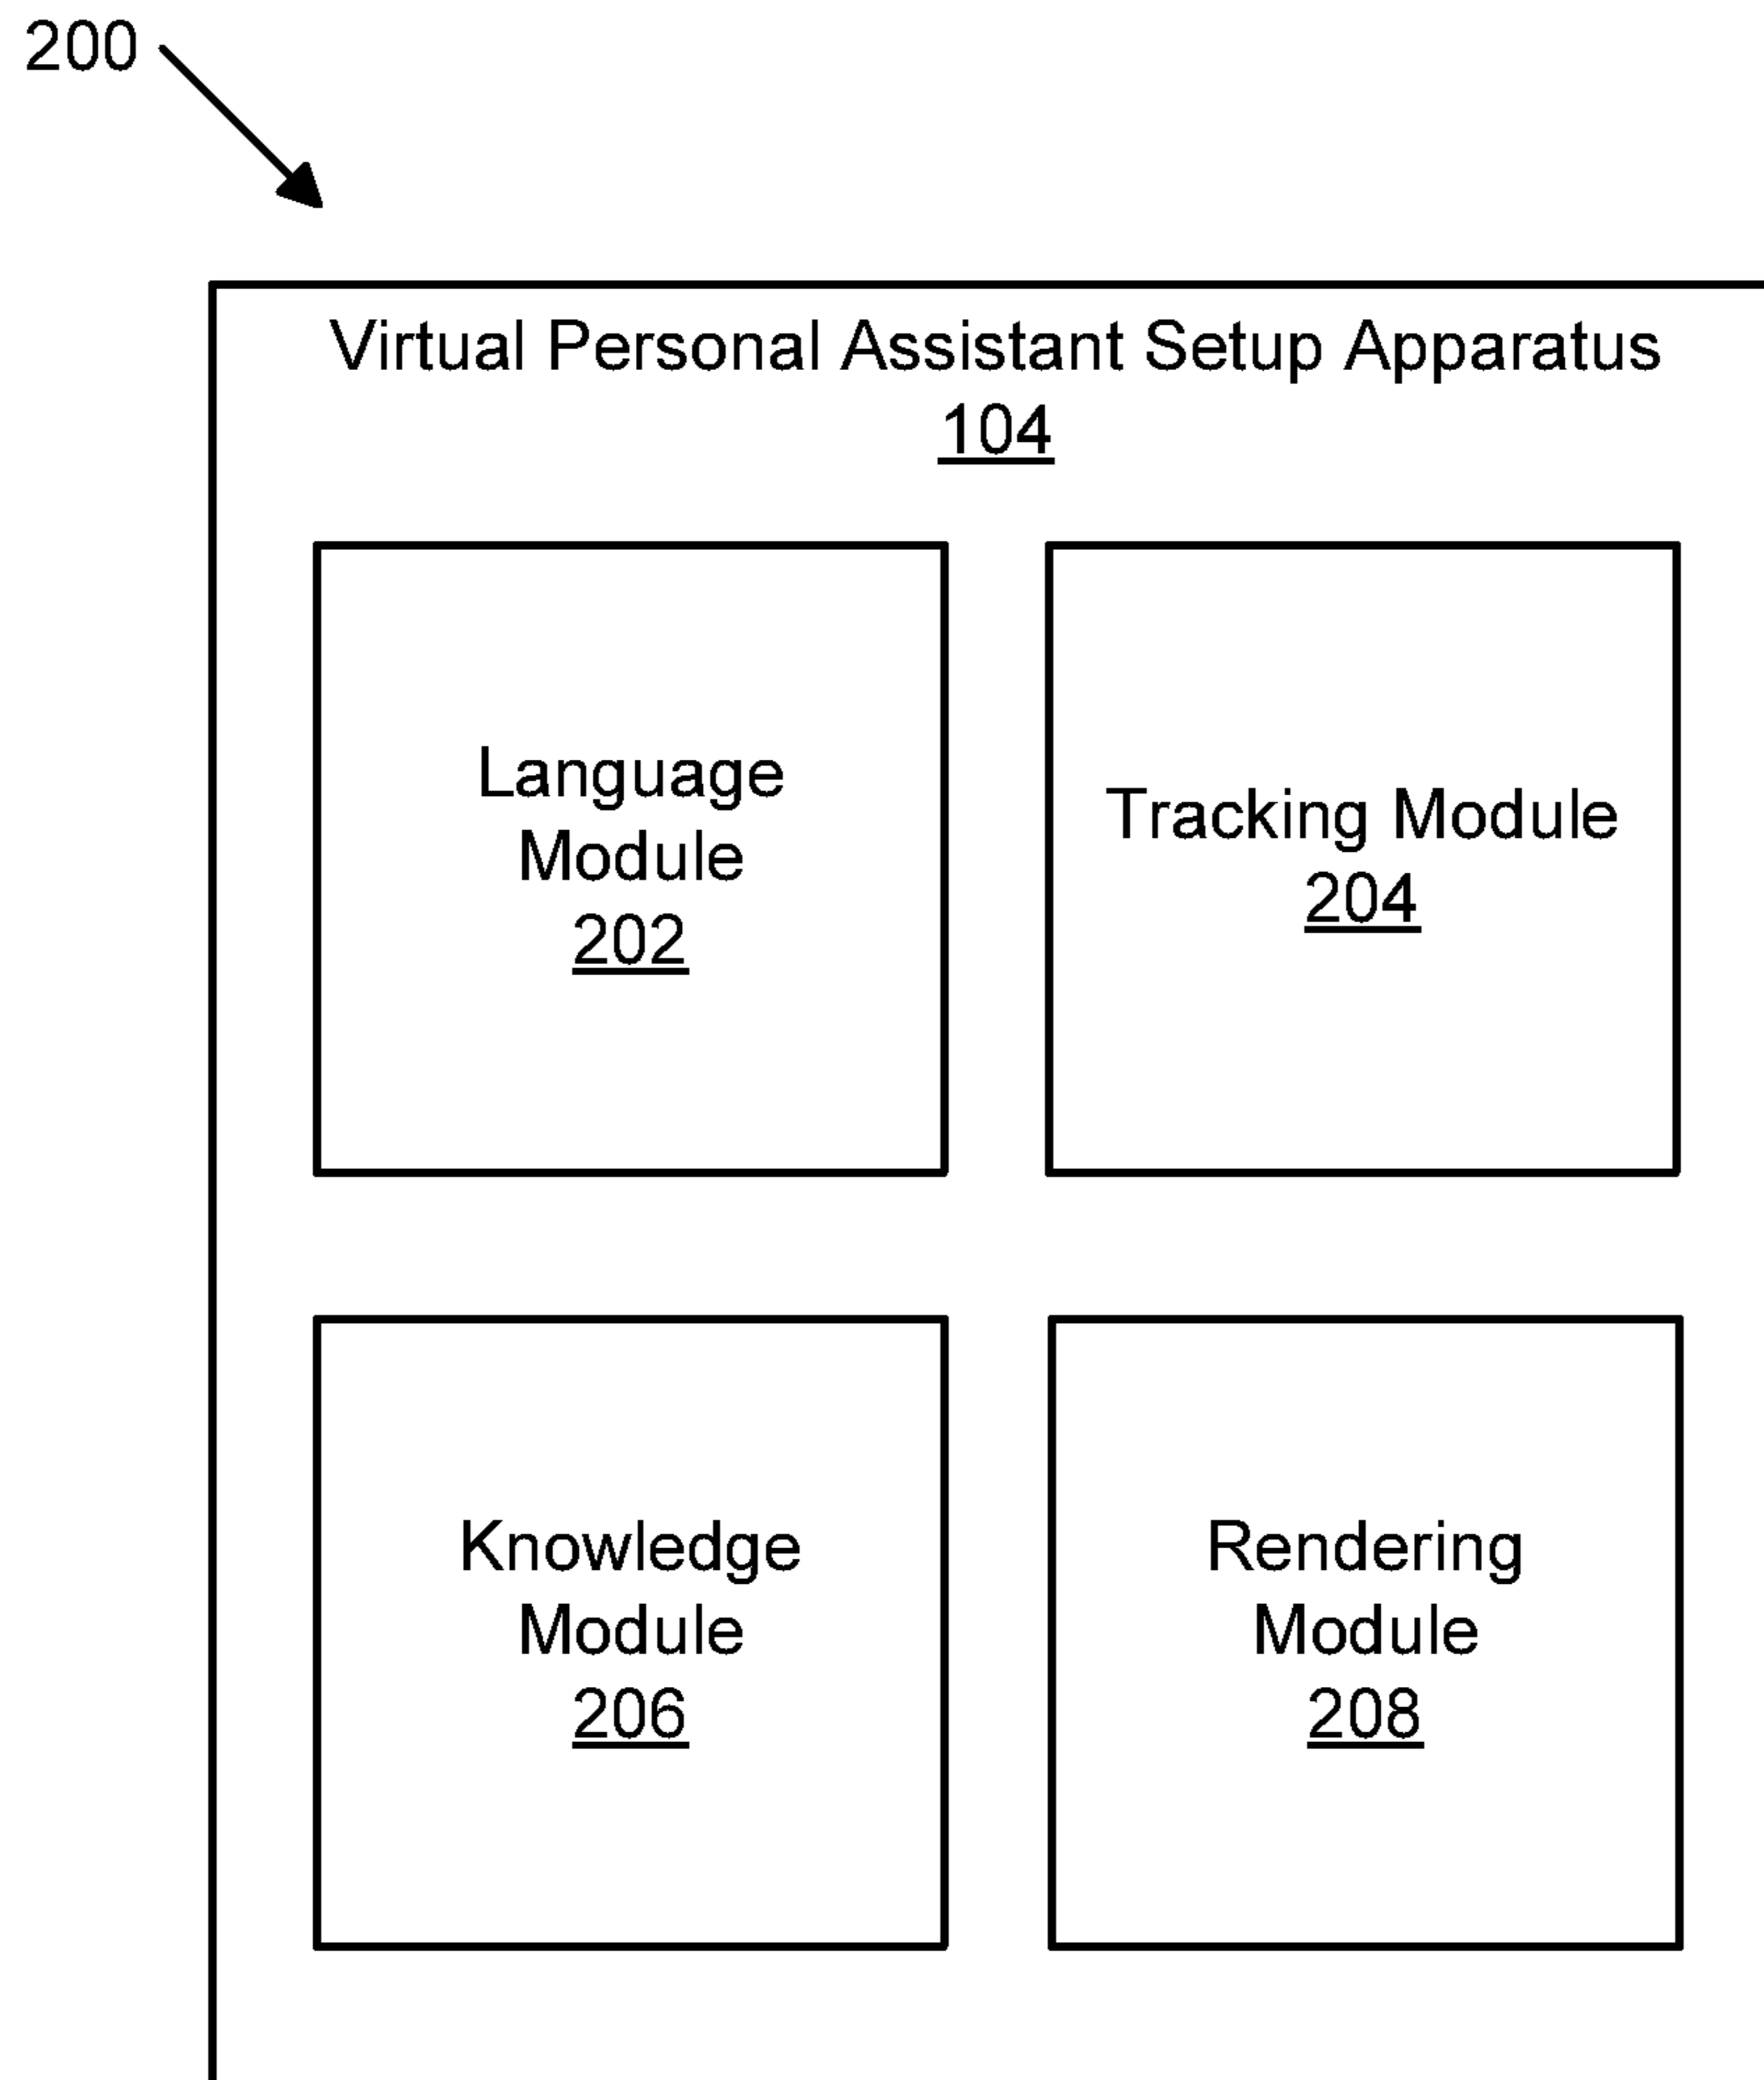 200
Virtual Personal Assistant Setup Apparatus
104
Language
Module
202
Tracking Module
204
Knowledge
Module
206
Rendering
Module
208